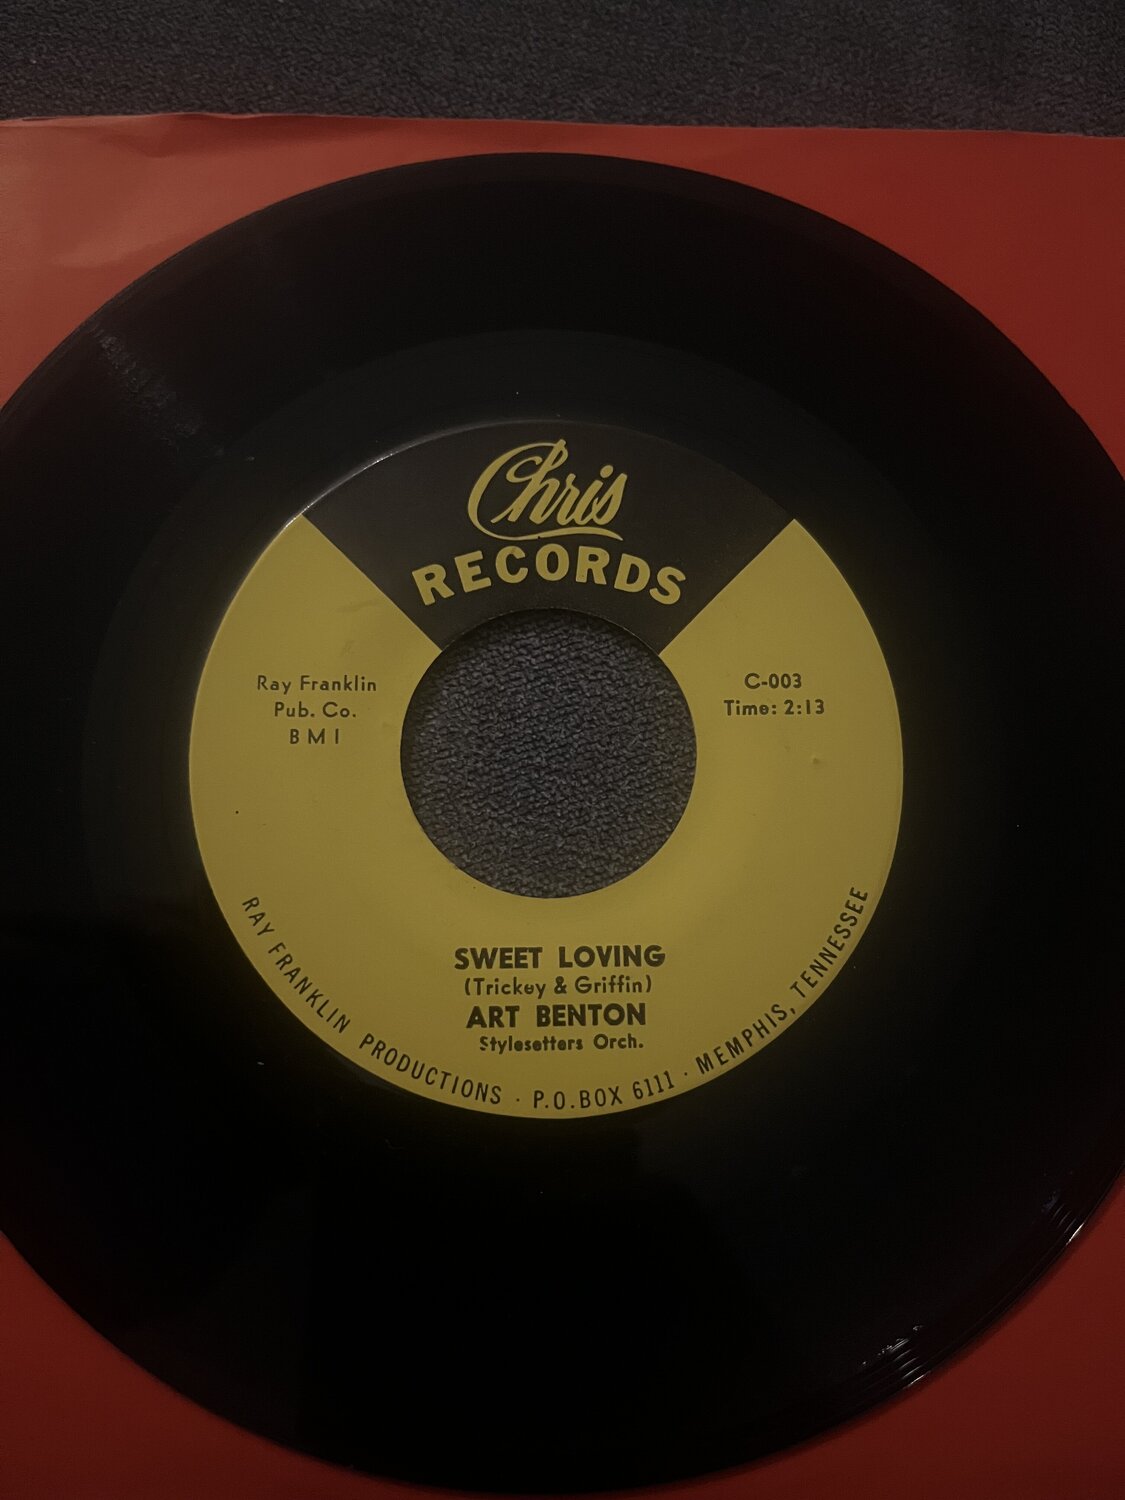 Chris
RECORDS
Ray Franklin
Pub. Co.
B M I
C-003
Time: 2:13
SWEET LOVING
(Trickey & Griffin)
ART BENTON
Stylesetters Orch.
RAY FRANKLIN PRODUCTIONS · P.O.BOX 6111 · MEMPHIS, TENNESSEE